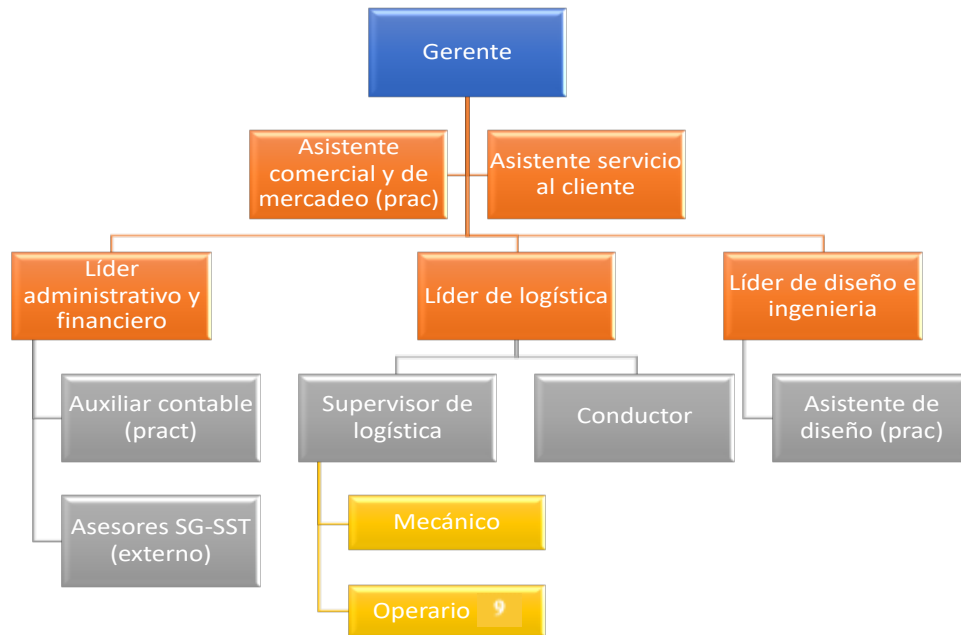 Gerente
Asistente
comercial y de
mercadeo (prac)
Asistente servicio
al cliente
Líder
administrativo y
financiero
Líder de logística
Líder de diseño e
ingenieria
Auxiliar contable
(pract)
Supervisor de
logística
Conductor
Asistente de
diseño (prac)
Asesores SG-SST
(externo)
Mecánico
Operario 9